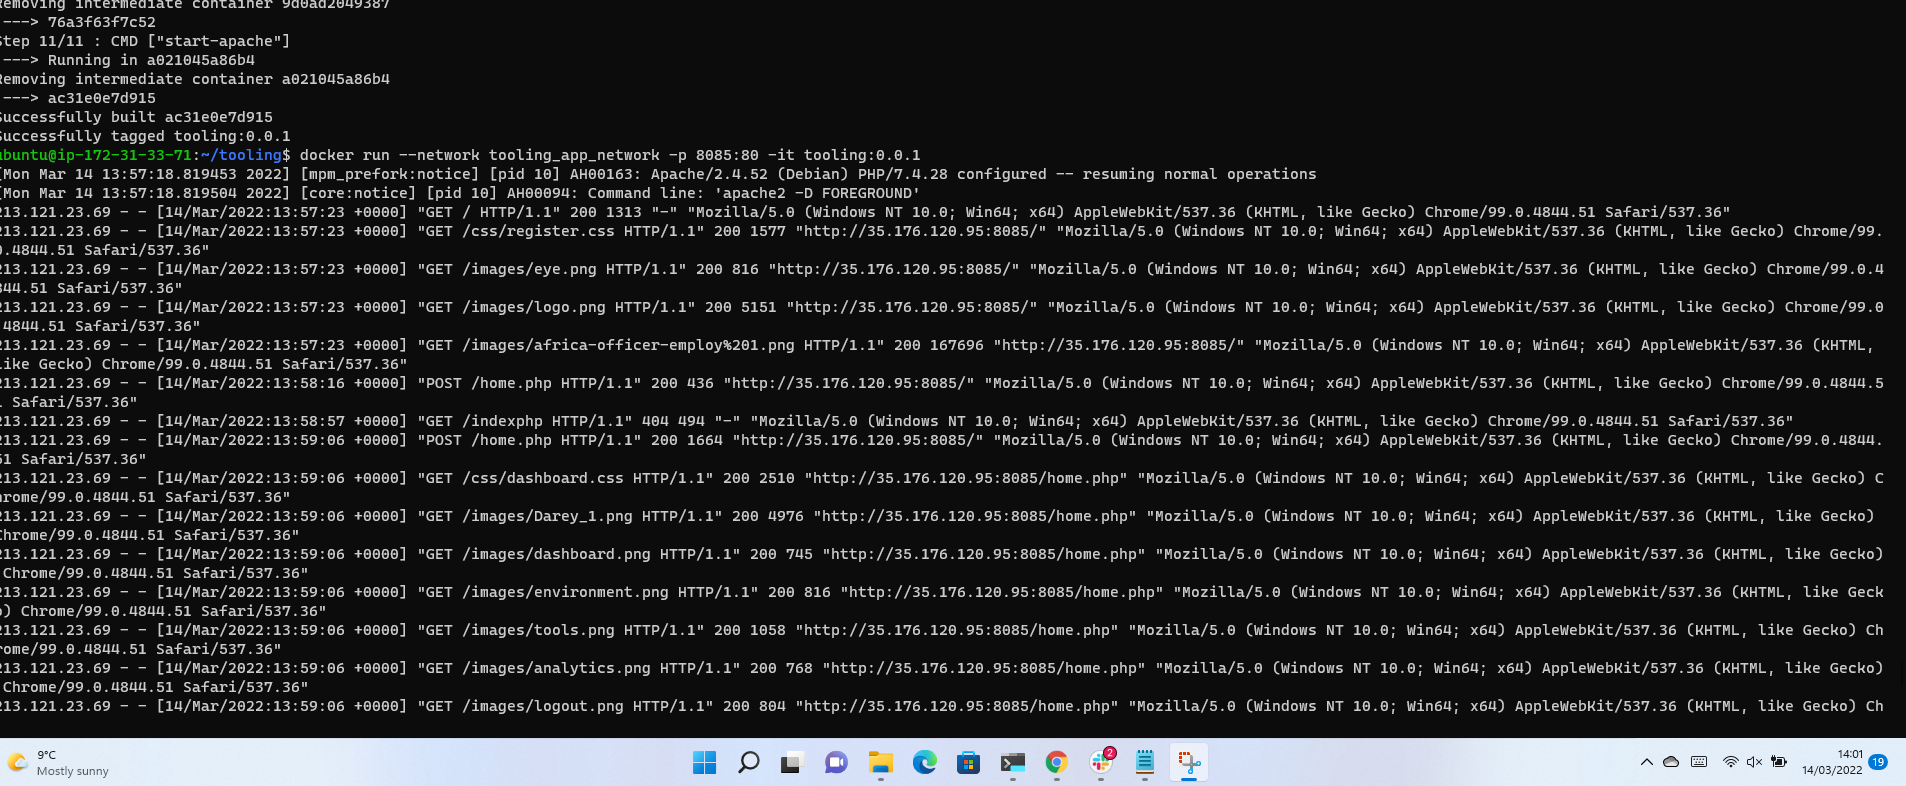 emoving intermediate container 9d0ad2049387
---> 76a3f63f7c52
Step 11/11 : CMD ["start-apache"]
---> Running in a021045a86b4
Removing intermediate container a021045a86b4
---> ac31e0e7d915
Successfully built ac31e0e7d915
Successfully tagged tooling:0.0.1
ubuntu@ip-172-31-33-71:~/tooling$ docker run --network tooling_app_network -p 8085:80 -it tooling:0.0.1
[Mon Mar 14 13:57:18.819453 2022] [mpm_prefork:notice] [pid 10] AH00163: Apache/2.4.52 (Debian) PHP/7.4.28 configured -- resuming normal operations
[Mon Mar 14 13:57:18.819504 2022] [core:notice] [pid 10] AH00094: Command line: 'apache2 -D FOREGROUND'
213.121.23.69 - - [14/Mar/2022:13:57:23 +0000] "GET / HTTP/1.1" 200 1313 "-" "Mozilla/5.0 (Windows NT 10.0; Win64; x64) AppleWebKit/537.36 (KHTML, like Gecko) Chrome/99.0.4844.51 Safari/537.36"
213.121.23.69 - - [14/Mar/2022:13:57:23 +0000] "GET /css/register.css HTTP/1.1" 200 1577 "http://35.176.120.95:8085/" "Mozilla/5.0 (Windows NT 10.0; Win64; x64) AppleWebKit/537.36 (KHTML, like Gecko) Chrome/99.
0.4844.51 Safari/537.36"
213.121.23.69 - - [14/Mar/2022:13:57:23 +0000] "GET /images/eye.png HTTP/1.1" 200 816 "http://35.176.120.95:8085/" "Mozilla/5.0 (Windows NT 10.0; Win64; x64) AppleWebKit/537.36 (KHTML, like Gecko) Chrome/99.0.4
844.51 Safari/537.36"
213.121.23.69 - - [14/Mar/2022:13:57:23 +0000] "GET /images/logo.png HTTP/1.1" 200 5151 "http://35.176.120.95:8085/" "Mozilla/5.0 (Windows NT 10.0; Win64; x64) AppleWebKit/537.36 (KHTML, like Gecko) Chrome/99.0
.4844.51 Safari/537.36"
213.121.23.69 - - [14/Mar/2022:13:57:23 +0000] "GET /images/africa-officer-employ%201.png HTTP/1.1" 200 167696 "http://35.176.120.95:8085/" "Mozilla/5.0 (Windows NT 10.0; Win64; x64) AppleWebKit/537.36 (KHTML,
like Gecko) Chrome/99.0.4844.51 Safari/537.36"
213.121.23.69 - - [14/Mar/2022:13:58:16 +0000] "POST /home.php HTTP/1.1" 200 436 "http://35.176.120.95:8085/" "Mozilla/5.0 (Windows NT 10.0; Win64; x64) AppleWebKit/537.36 (KHTML, like Gecko) Chrome/99.0.4844.5
1 Safari/537.36"
213.121.23.69 - - [14/Mar/2022:13:58:57 +0000] "GET /indexphp HTTP/1.1" 404 494 "-" "Mozilla/5.0 (Windows NT 10.0; Win64; x64) AppleWebKit/537.36 (KHTML, like Gecko) Chrome/99.0.4844.51 Safari/537.36"
213.121.23.69 - - [14/Mar/2022:13:59:06 +0000] "POST /home.php HTTP/1.1" 200 1664 "http://35.176.120.95:8085/" "Mozilla/5.0 (Windows NT 10.0; Win64; x64) AppleWebKit/537.36 (KHTML, like Gecko) Chrome/99.0.4844.
51 Safari/537.36"
213.121.23.69 - - [14/Mar/2022:13:59:06 +0000] "GET /css/dashboard.css HTTP/1.1" 200 2510 "http://35.176.120.95:8085/home.php" "Mozilla/5.0 (Windows NT 10.0; Win64; x64) AppleWebKit/537.36 (KHTML, like Gecko) C
hrome/99.0.4844.51 Safari/537.36"
213.121.23.69 - - [14/Mar/2022:13:59:06 +0000] "GET /images/Darey_1.png HTTP/1.1" 200 4976 "http://35.176.120.95:8085/home.php" "Mozilla/5.0 (Windows NT 10.0; Win64; x64) AppleWebKit/537.36 (KHTML, like Gecko)
Chrome/99.0.4844.51 Safari/537.36"
213.121.23.69 - - [14/Mar/2022:13:59:06 +0000] "GET /images/dashboard.png HTTP/1.1" 200 745 "http://35.176.120.95:8085/home.php" "Mozilla/5.0 (Windows NT 10.0; Win64; x64) AppleWebKit/537.36 (KHTML, like Gecko)
Chrome/99.0.4844.51 Safari/537.36"
213.121.23.69 - - [14/Mar/2022:13:59:06 +0000] "GET /images/environment.png HTTP/1.1" 200 816 "http://35.176.120.95:8085/home.php" "Mozilla/5.0 (Windows NT 10.0; Win64; x64) AppleWebKit/537.36 (KHTML, like Geck
o) Chrome/99.0.4844.51 Safari/537.36"
213.121.23.69 - - [14/Mar/2022:13:59:06 +0000] "GET /images/tools.png HTTP/1.1" 200 1058 "http://35.176.120.95:8085/home.php" "Mozilla/5.0 (Windows NT 10.0; Win64; x64) AppleWebKit/537.36 (KHTML, like Gecko) Ch
rome/99.0.4844.51 Safari/537.36"
213.121.23.69 - - [14/Mar/2022:13:59:06 +0000] "GET /images/analytics.png HTTP/1.1" 200 768 "http://35.176.120.95:8085/home.php" "Mozilla/5.0 (Windows NT 10.0; Win64; x64) AppleWebKit/537.36 (KHTML, like Gecko)
Chrome/99.0.4844.51 Safari/537.36"
213.121.23.69 - - [14/Mar/2022:13:59:06 +0000] "GET /images/logout.png HTTP/1.1" 200 804 "http://35.176.120.95:8085/home.php" "Mozilla/5.0 (Windows NT 10.0; Win64; x64) AppleWebKit/537.36 (KHTML, like Gecko) Ch
9°C
Mostly sunny
2
14:01
14/03/2022
19